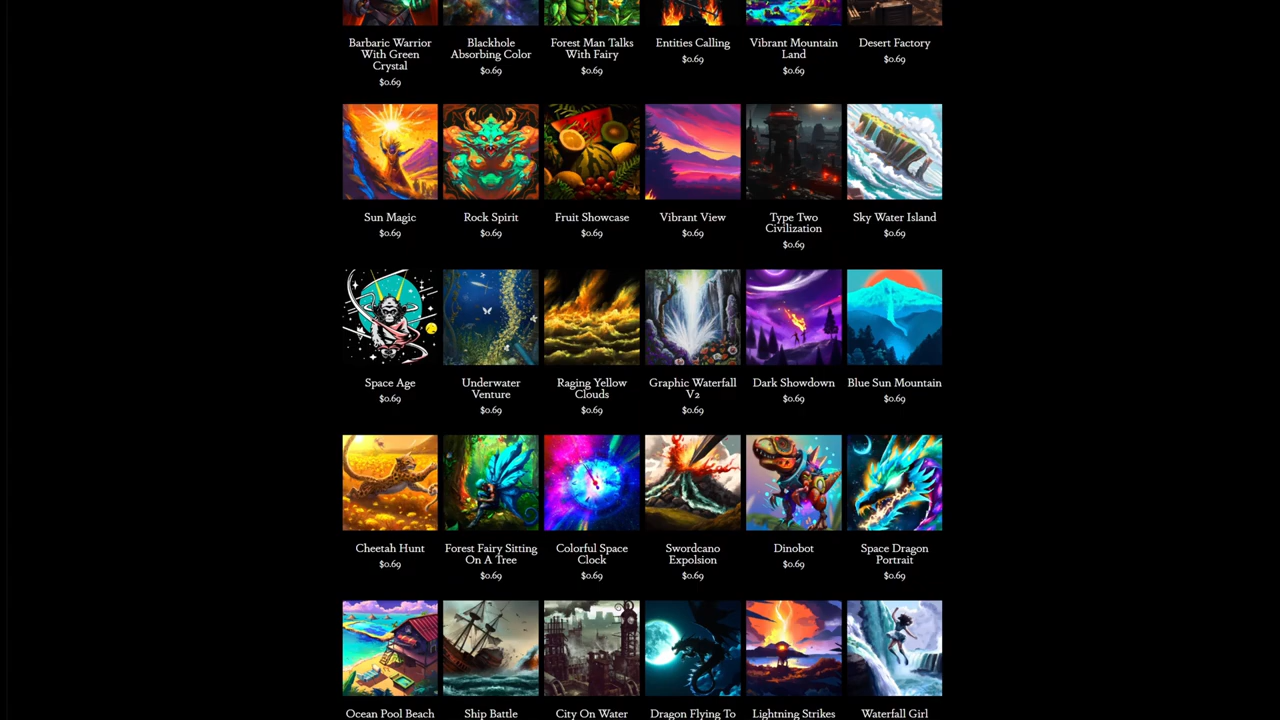 Barbaric Warrior
With Green
Crystal
$0.69
Blackhole
Absorbing Color
$0.69
Forest Man Talks
With Fairy
$0.69
Entities Calling
$0.69
Vibrant Mountain
Land
$0.69
Desert Factory
$0.69
Sun Magic
$0.69
Rock Spirit
$0.69
Fruit Showcase
$0.69
Vibrant View
$0.69
Type Two
Civilization
$0.69
Sky Water Island
$0.69
Space Age
$0.69
Underwater
Venture
$0.69
Raging Yellow
Clouds
$0.69
Graphic Waterfall
V2
$0.69
Dark Showdown
$0.69
Blue Sun Mountain
$0.69
Cheetah Hunt
$0.69
Forest Fairy Sitting
On A Tree
$0.69
Colorful Space
Clock
$0.69
Swordcano
Expolsion
$0.69
Dinobot
$0.69
Space Dragon
Portrait
$0.69
Ocean Pool Beach
Ship Battle
City On Water
Dragon Flying To
Lightning Strikes
Waterfall Girl